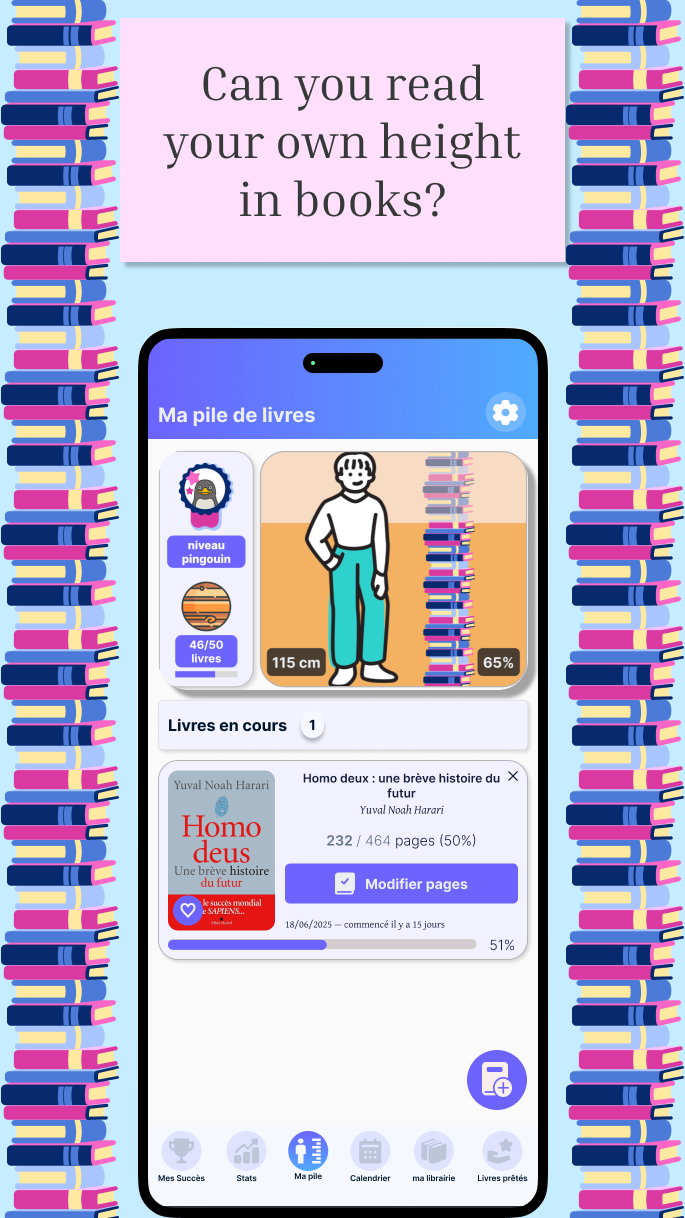 Can you read
your own height
in books?
Ma pile de livres
niveau
pingouin
46/50
livres
115 cm
65%
Livres en cours 1
Homo deux : une brève histoire du
futur
Yuval Noah Harari
232 / 464 pages (50%)
Modifier pages
18/06/2025 — commencé il y a 15 jours
51%
Yuval Noah Harari
Homo
deus
Une brève histoire
du futur
le succès mondial
SAPIENS...
Albin Michel
Mes Succès
Stats
Ma pile
Calendrier
ma librairie
Livres prêtés